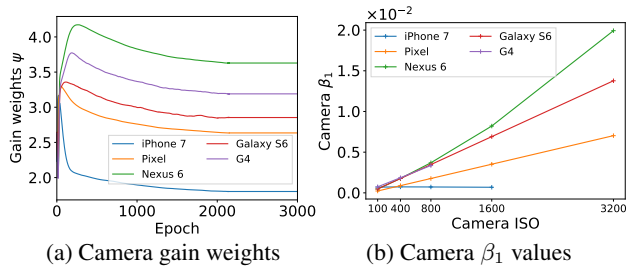 Gain weights ψ
4.0
3.5
3.0
2.5
2.0
iPhone 7
Pixel
Nexus 6
Galaxy S6
G4
0
1000
2000
3000
Epoch
(a) Camera gain weights
×10⁻²
Camera β₁
2.0
1.5
1.0
0.5
0.0
iPhone 7
Pixel
Nexus 6
Galaxy S6
G4
100
400
800
1600
3200
Camera ISO
(b) Camera β₁ values